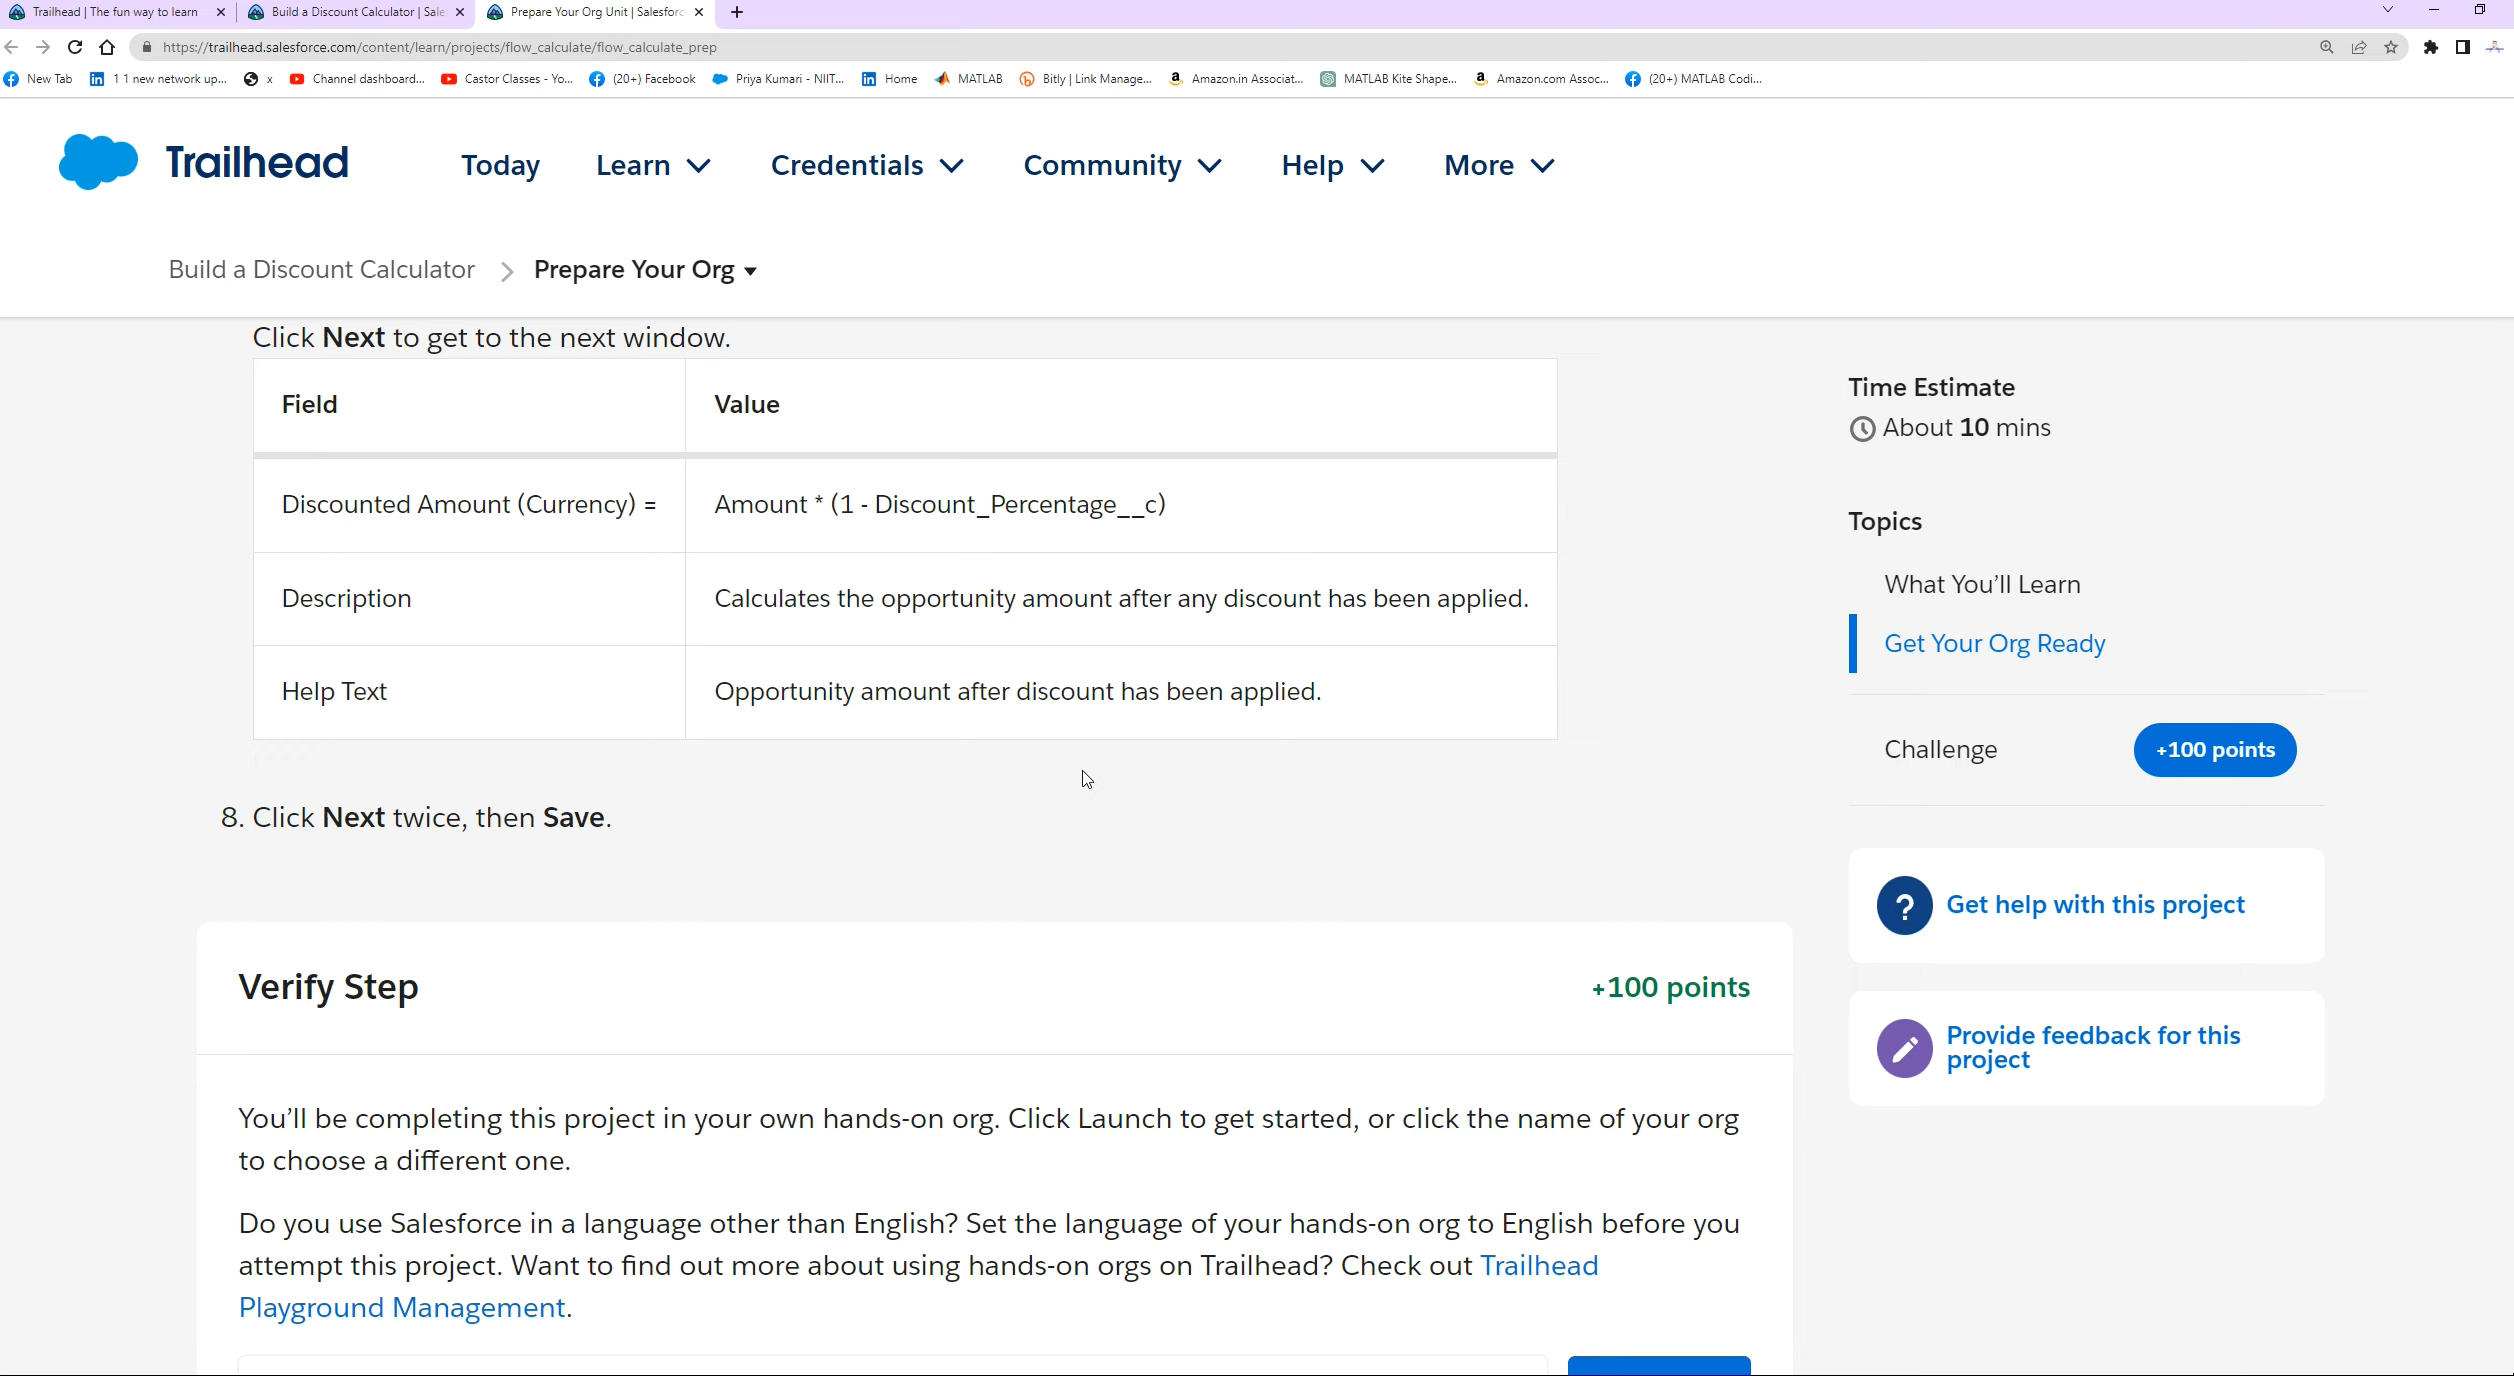 Trailhead | The fun way to learn
Build a Discount Calculator | Sale
Prepare Your Org Unit | Salesforc
https://trailhead.salesforce.com/content/learn/projects/flow_calculate/flow_calculate_prep
New Tab
1 1 new network up...
x
Channel dashboard...
Castor Classes - Yo...
(20+) Facebook
Priya Kumari - NIIT...
Home
MATLAB
Bitly | Link Manage...
Amazon.in Associat...
MATLAB Kite Shape...
Amazon.com Assoc...
(20+) MATLAB Codi...
Trailhead
Today
Learn
Credentials
Community
Help
More
Build a Discount Calculator
Prepare Your Org
Click Next to get to the next window.
Field
Value
Discounted Amount (Currency) =
Amount * (1 - Discount_Percentage__c)
Description
Calculates the opportunity amount after any discount has been applied.
Help Text
Opportunity amount after discount has been applied.
8. Click Next twice, then Save.
Verify Step
+100 points
You’ll be completing this project in your own hands-on org. Click Launch to get started, or click the name of your org
to choose a different one.
Do you use Salesforce in a language other than English? Set the language of your hands-on org to English before you
attempt this project. Want to find out more about using hands-on orgs on Trailhead? Check out Trailhead
Playground Management.
Time Estimate
About 10 mins
Topics
What You’ll Learn
Get Your Org Ready
Challenge
+100 points
? Get help with this project
Provide feedback for this
project